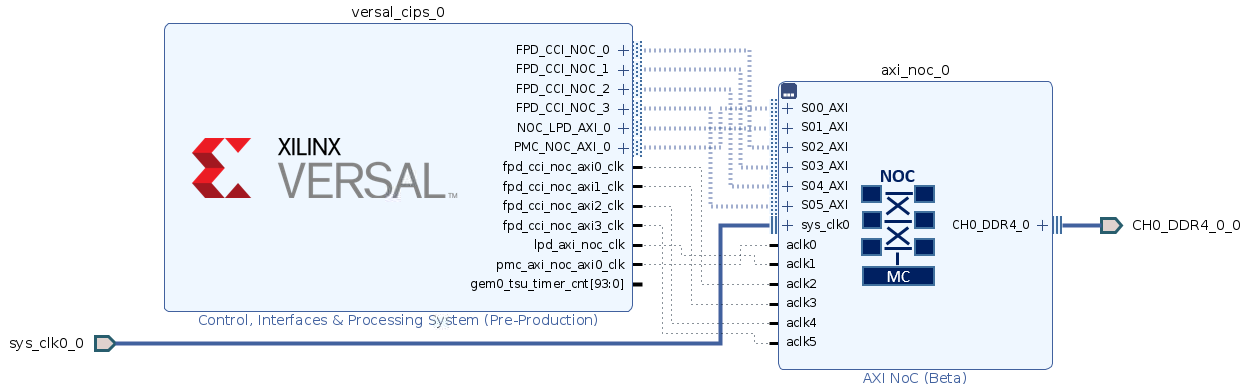 versal_cips_0
FPD_CCI_NOC_0
FPD_CCI_NOC_1
FPD_CCI_NOC_2
FPD_CCI_NOC_3
NOC_LPD_AXI_0
PMC_NOC_AXI_0
fpd_cci_noc_axi0_clk
fpd_cci_noc_axi1_clk
fpd_cci_noc_axi2_clk
fpd_cci_noc_axi3_clk
lpd_axi_noc_clk
pmc_axi_noc_axi0_clk
gem0_tsu_timer_cnt[93:0]
XILINX
VERSAL™
Control, Interfaces & Processing System (Pre-Production)
sys_clk0_0
axi_noc_0
S00_AXI
S01_AXI
S02_AXI
S03_AXI
S04_AXI
S05_AXI
sys_clk0
aclk0
aclk1
aclk2
aclk3
aclk4
aclk5
NOC
MC
CH0_DDR4_0
AXI NoC (Beta)
CH0_DDR4_0_0